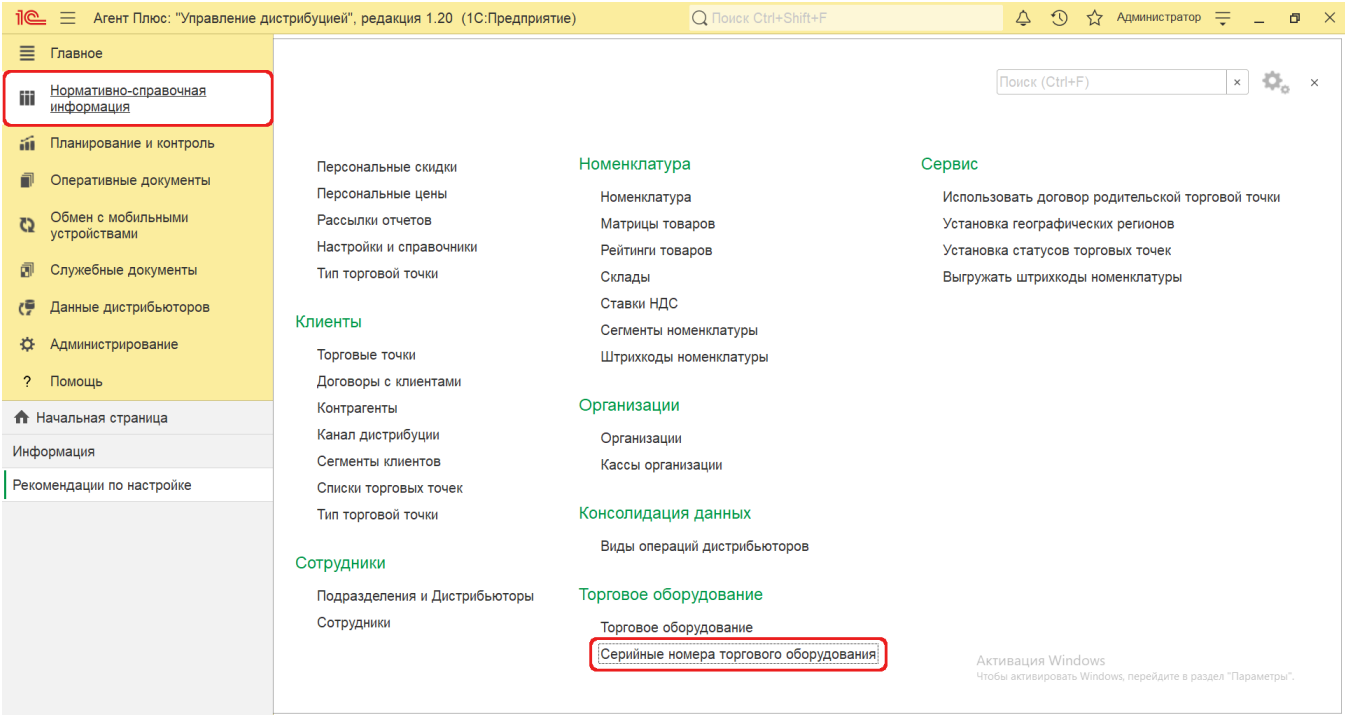 1С Агент Плюс: "Управление дистрибуцией", редакция 1.20 (1С:Предприятие)
Поиск Ctrl+Shift+F
Администратор
Главное
Нормативно-справочная
информация
Планирование и контроль
Оперативные документы
Обмен с мобильными
устройствами
Служебные документы
Данные дистрибьюторов
Администрирование
? Помощь
Начальная страница
Информация
Рекомендации по настройке
Поиск (Ctrl+F)
Персональные скидки
Персональные цены
Рассылки отчетов
Настройки и справочники
Тип торговой точки
Клиенты
Торговые точки
Договоры с клиентами
Контрагенты
Канал дистрибуции
Сегменты клиентов
Списки торговых точек
Тип торговой точки
Сотрудники
Подразделения и Дистрибьюторы
Сотрудники
Номенклатура
Номенклатура
Матрицы товаров
Рейтинги товаров
Склады
Ставки НДС
Сегменты номенклатуры
Штрихкоды номенклатуры
Организации
Организации
Кассы организации
Консолидация данных
Виды операций дистрибьюторов
Торговое оборудование
Торговое оборудование
Серийные номера торгового оборудования
Сервис
Использовать договор родительской торговой точки
Установка географических регионов
Установка статусов торговых точек
Выгружать штрихкоды номенклатуры
Активация Windows
Чтобы активировать Windows, перейдите в раздел "Параметры".